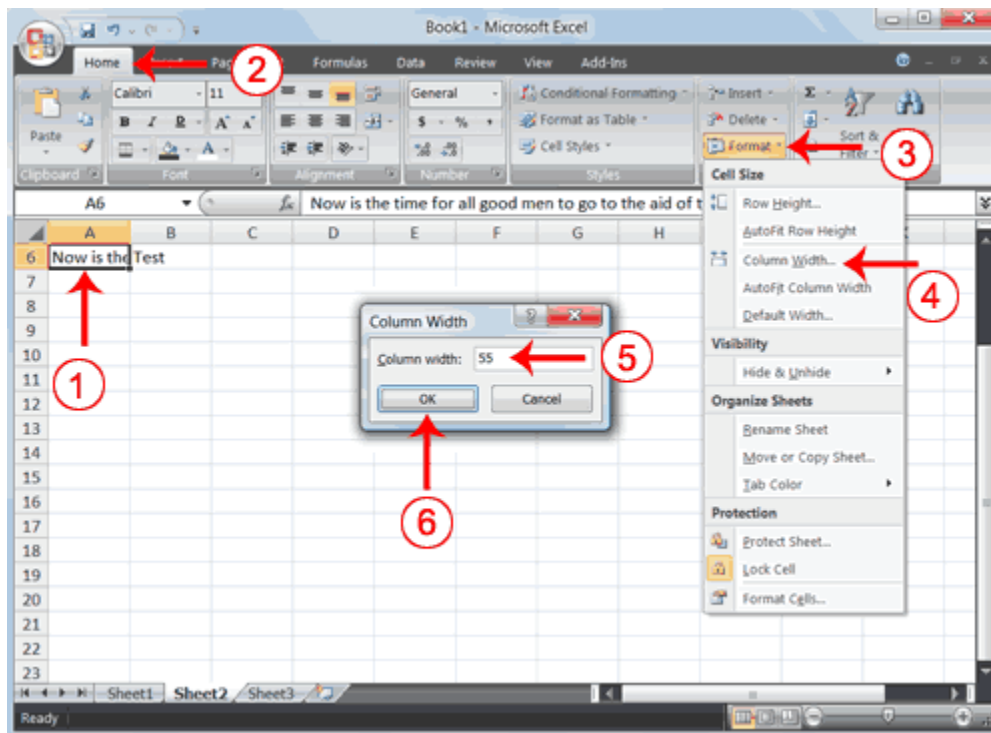 Book1 - Microsoft Excel
Home
Formulas Data Review View Add-Ins
2
Calibri 11 General Conditional Formatting Insert Σ
Paste B I U A A $ % , Format as Table Delete
A Cell Styles Format Sort &
Filter
3
Clipboard Font Alignment Number Styles
A6 fx Now is the time for all good men to go to the aid of t
Cell Size
Row Height...
AutoFit Row Height
Column Width...
AutoFit Column Width
Default Width...
4
Visibility
Hide & Unhide
Organize Sheets
Rename Sheet
Move or Copy Sheet...
Tab Color
Protection
Protect Sheet...
Lock Cell
Format Cells...
A B C D E F G H
6 Now is the Test
7
8
9
10
11
12
13
14
15
16
17
18
19
20
21
22
23
1
Column Width
Column width: 55
5
OK Cancel
6
Sheet1 Sheet2 Sheet3
Ready